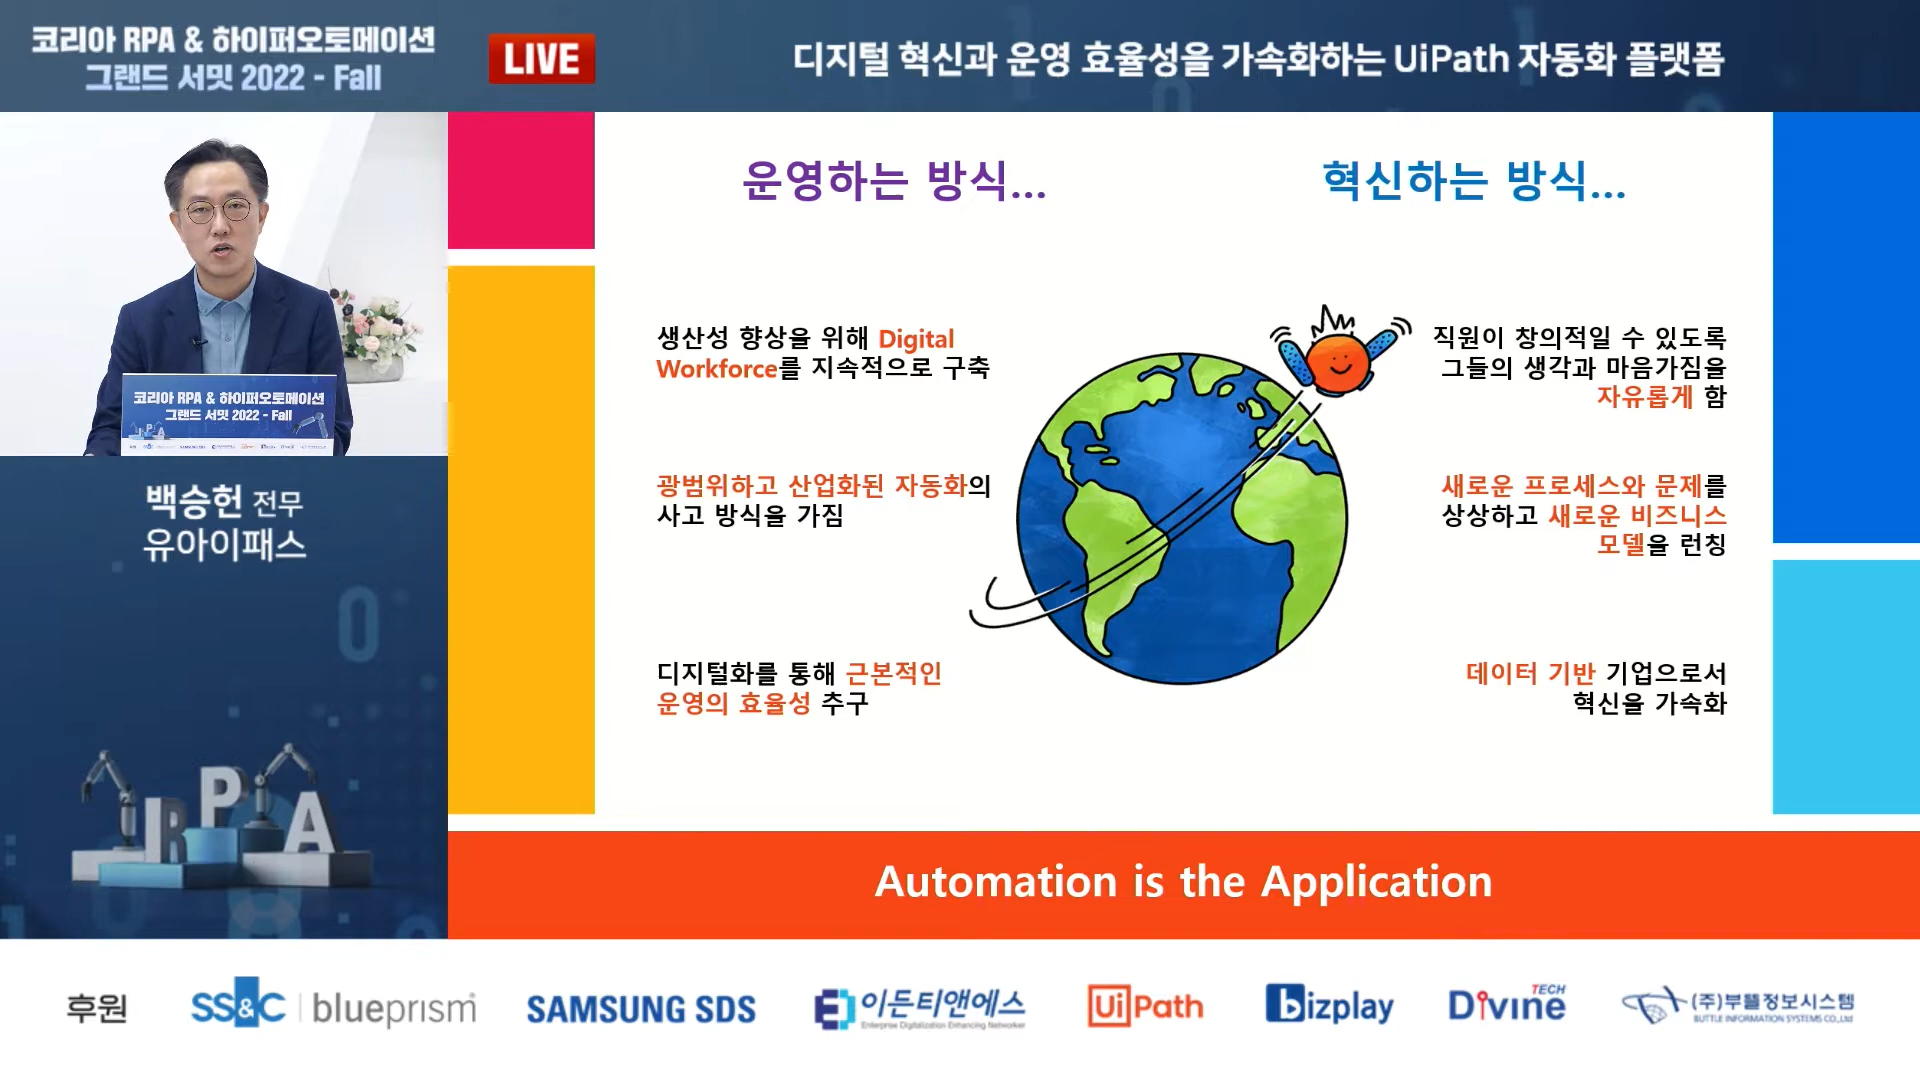 코리아 RPA & 하이퍼오토메이션
그랜드 서밋 2022 - Fall
LIVE
디지털 혁신과 운영 효율성을 가속화하는 UiPath 자동화 플랫폼
코리아 RPA & 하이퍼오토메이션
그랜드 서밋 2022 - Fall
백승헌 전무
유아이패스
RPA
운영하는 방식...
생산성 향상을 위해 Digital
Workforce를 지속적으로 구축
광범위하고 산업화된 자동화의
사고 방식을 가짐
디지털화를 통해 근본적인
운영의 효율성 추구
혁신하는 방식...
직원이 창의적일 수 있도록
그들의 생각과 마음가짐을
자유롭게 함
새로운 프로세스와 문제를
상상하고 새로운 비즈니스
모델을 런칭
데이터 기반 기업으로서
혁신을 가속화
Automation is the Application
후원
SS&C blueprism
SAMSUNG SDS
이든티앤에스
Enterprise Digitalization Enhancing Networker
UiPath
bizplay
DIVINE TECH
(주)부뜰정보시스템
BUTTLE INFORMATION SYSTEMS CO.,Ltd